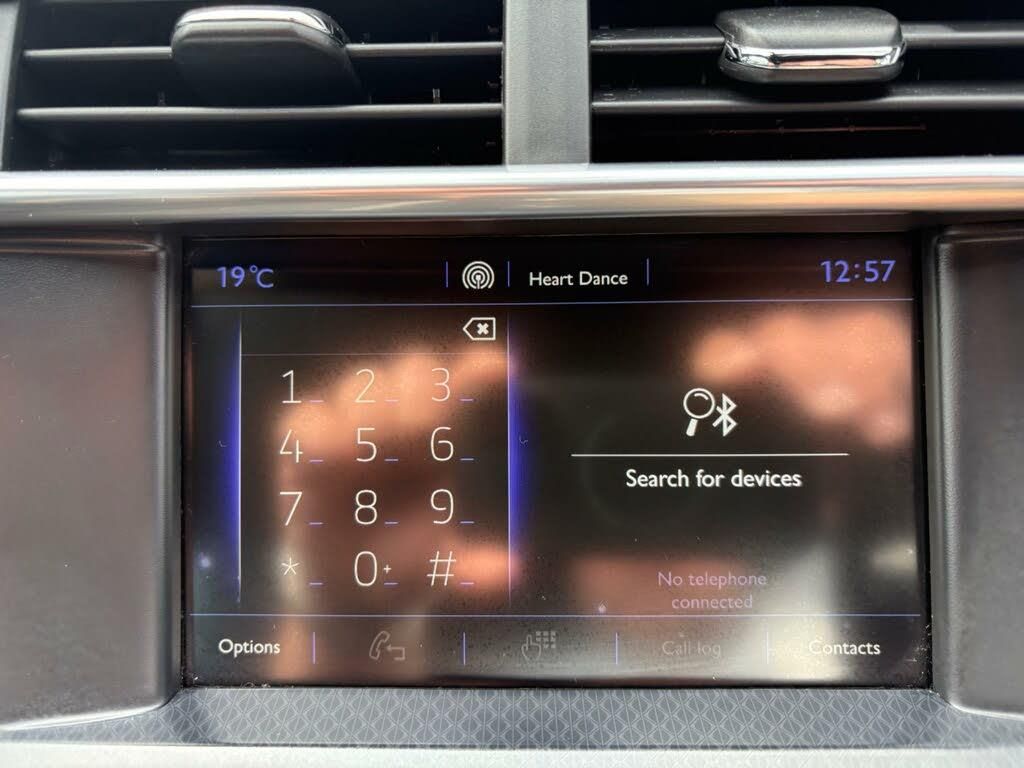 19°C Heart Dance 12:57
1 2 3
4 5 6
7 8 9
* 0+ #
Search for devices
No telephone
connected
Options Call log Contacts